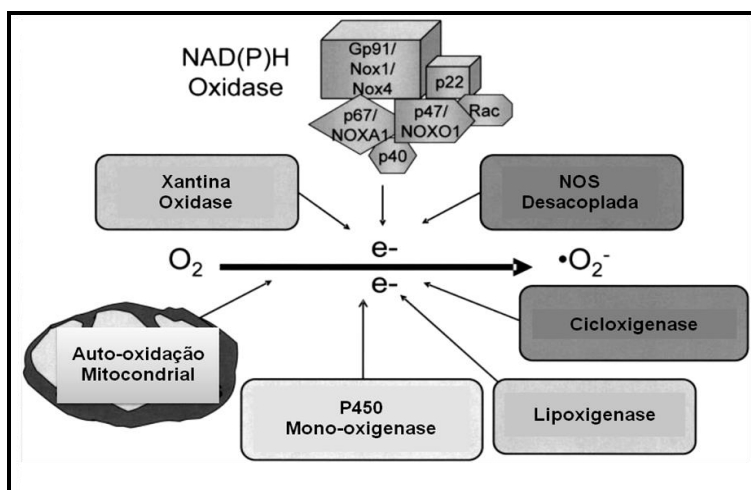 NAD(P)H
Oxidase
Gp91/
Nox1/
Nox4
p22
p67/
NOXA1
p47/
NOXO1
Rac
p40
Xantina
Oxidase
NOS
Desacoplada
O₂
e-
e-
•O₂⁻
Auto-oxidação
Mitocondrial
P450
Mono-oxigenase
Lipoxigenase
Cicloxigenase